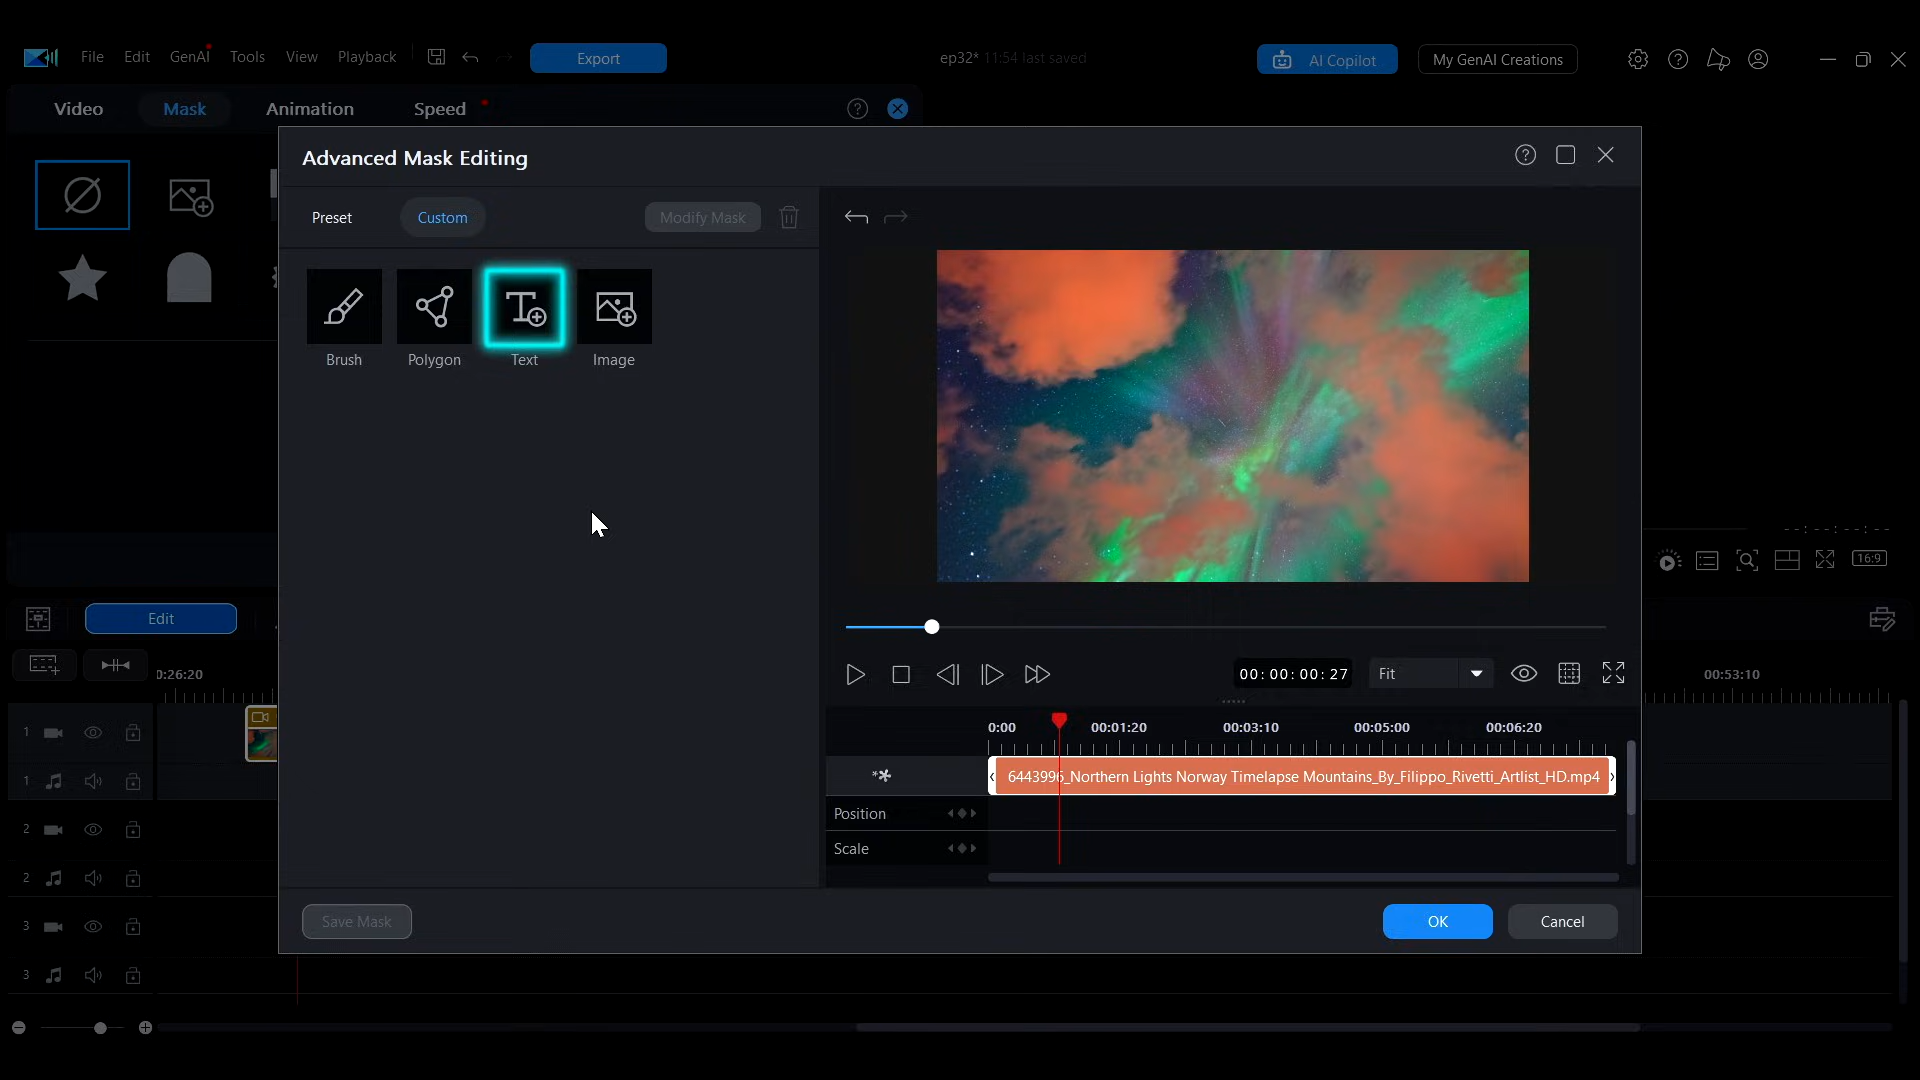 File Edit GenAI Tools View Playback Export ep32* 11:54 last saved AI Copilot My GenAI Creations
Video Mask Animation Speed
Advanced Mask Editing
Preset Custom Modify Mask
Brush Polygon Text Image
16:9
Edit
00:00:00:27 Fit
0:26:20 00:53:10
0:00 00:01:20 00:03:10 00:05:00 00:06:20
1
6443996_Northern Lights Norway Timelapse Mountains_By_Filippo_Rivetti_Artlist_HD.mp4
1
Position
2
Scale
2
Save Mask OK Cancel
3
3